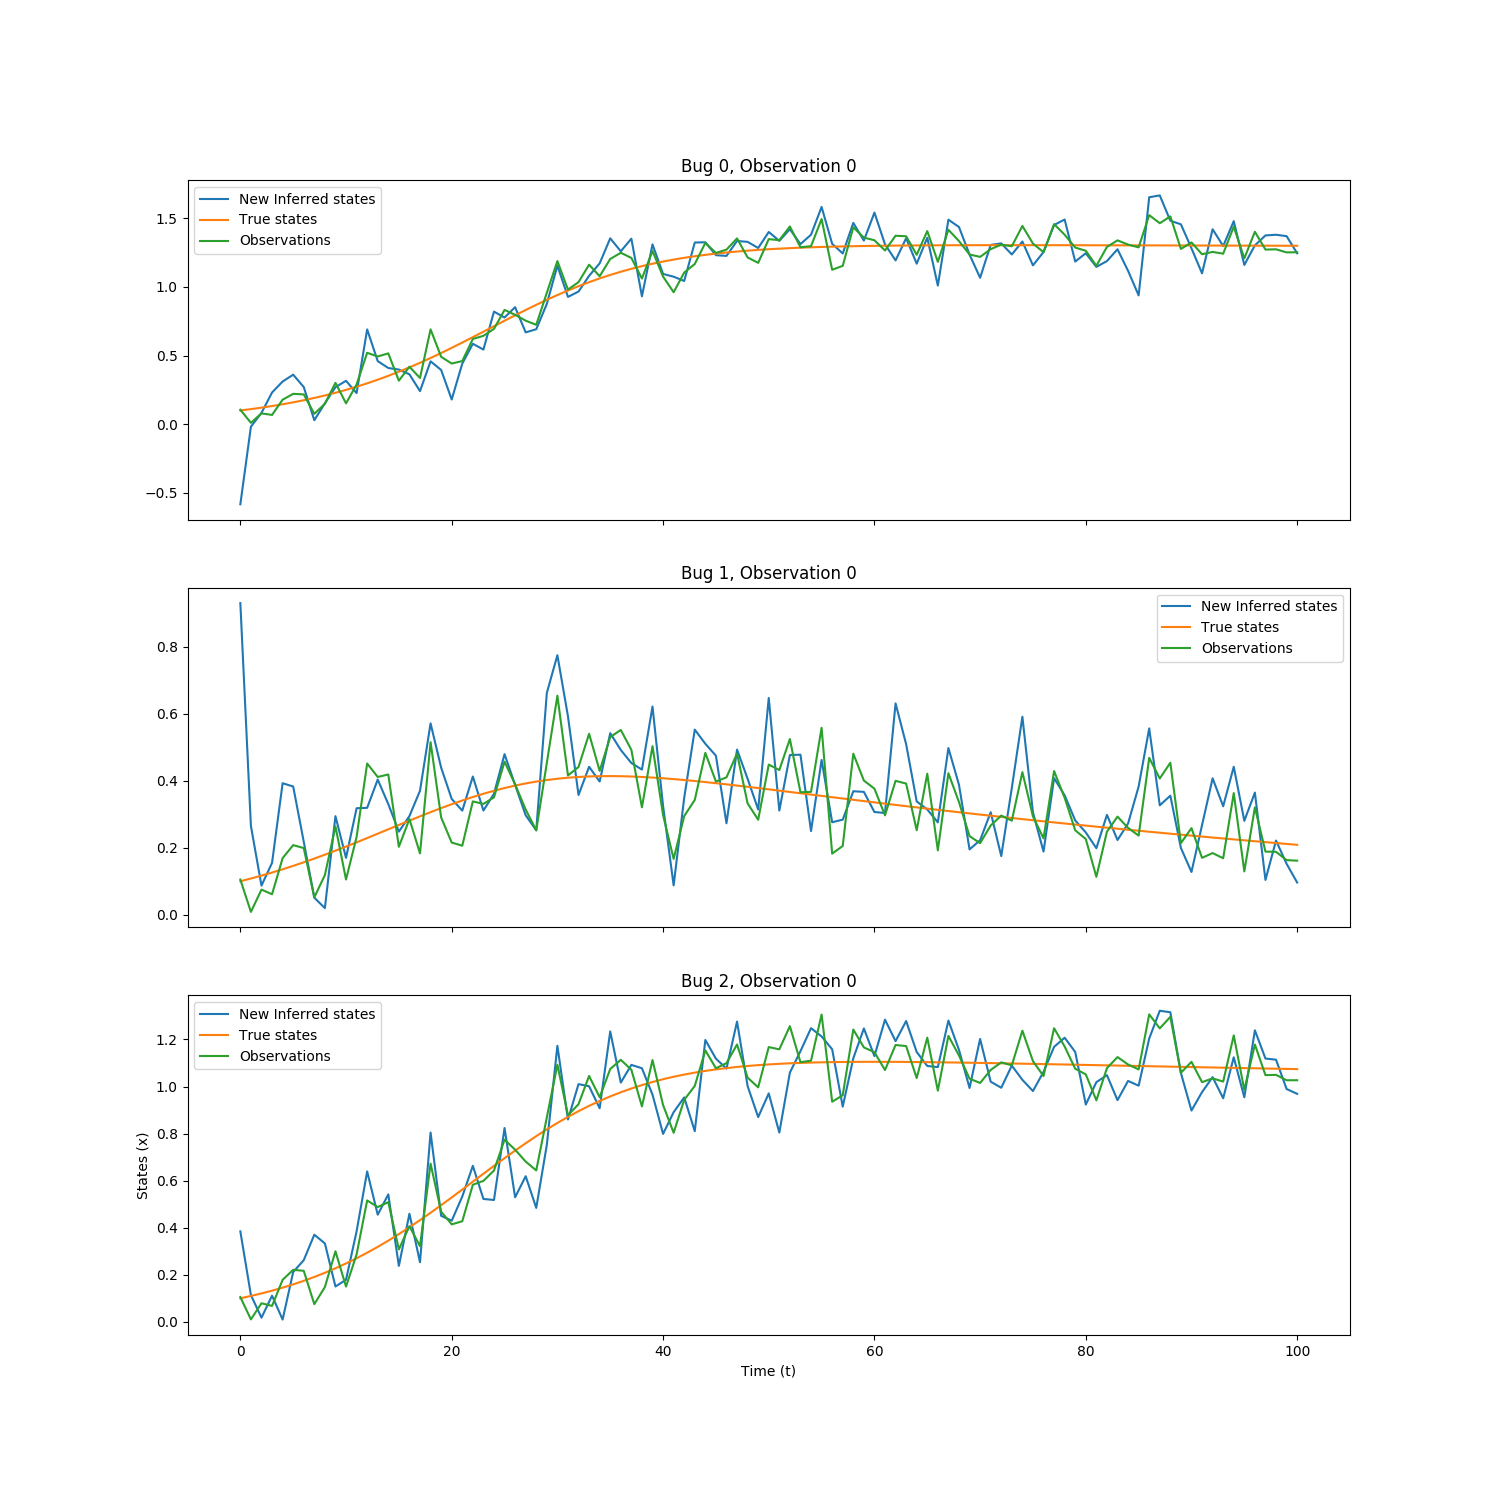 Bug 0, Observation 0
New Inferred states
True states
Observations
1.5
1.0
0.5
0.0
−0.5
Bug 1, Observation 0
New Inferred states
True states
Observations
0.8
0.6
0.4
0.2
0.0
Bug 2, Observation 0
New Inferred states
True states
Observations
1.2
1.0
0.8
0.6
0.4
0.2
0.0
States (x)
0 20 40 60 80 100
Time (t)